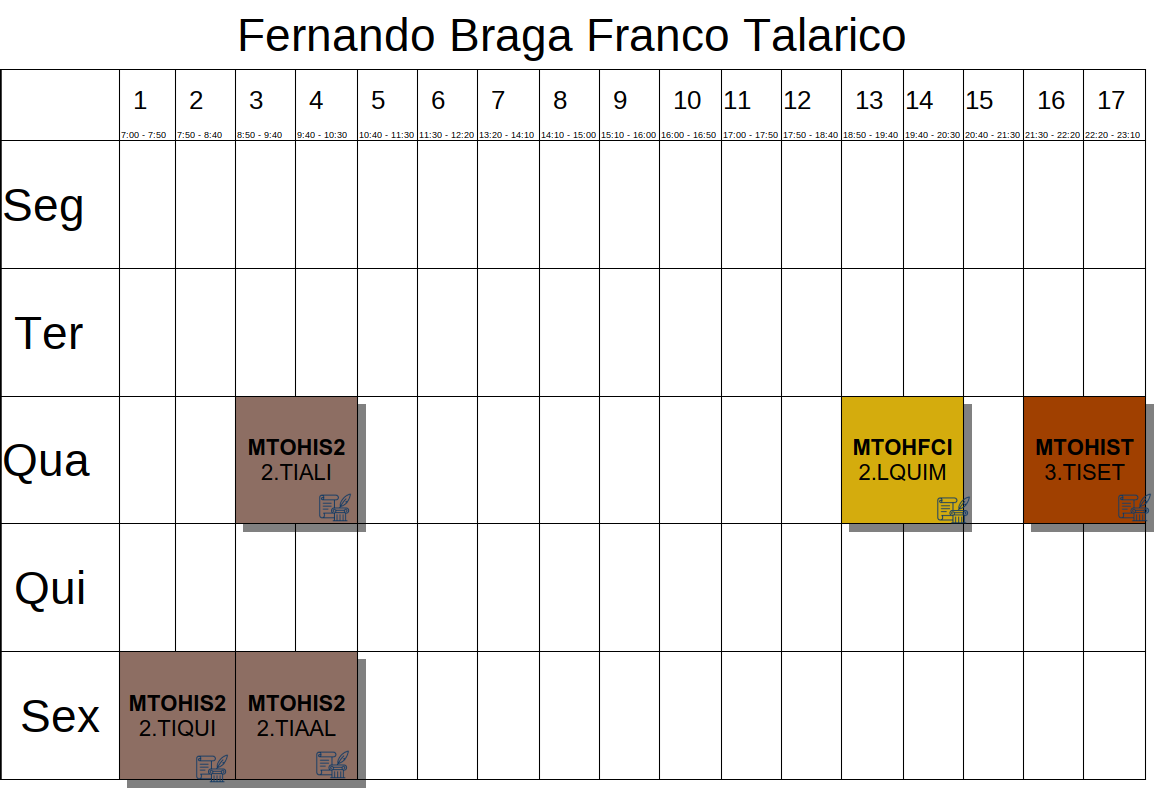 Fernando Braga Franco Talarico
1 2 3 4 5 6 7 8 9 10 11 12 13 14 15 16 17
7:00 - 7:50 7:50 - 8:40 8:50 - 9:40 9:40 - 10:30 10:40 - 11:30 11:30 - 12:20 13:20 - 14:10 14:10 - 15:00 15:10 - 16:00 16:00 - 16:50 17:00 - 17:50 17:50 - 18:40 18:50 - 19:40 19:40 - 20:30 20:40 - 21:30 21:30 - 22:20 22:20 - 23:10
Seg
Ter
Qua
MTOHIS2
2.TIALI
MTOHFCI
2.LQUIM
MTOHIST
3.TISET
Qui
Sex
MTOHIS2
2.TIQUI
MTOHIS2
2.TIAAL